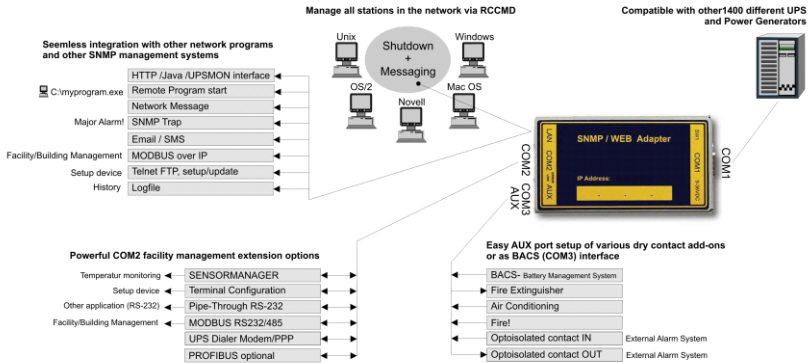 Manage all stations in the network via RCCMD
Compatible with other1400 different UPS
and Power Generators
Unix
Windows
Shutdown
+
Messaging
OS/2
Mac OS
Novell
Seemless integration with other network programs
and other SNMP management systems
HTTP /Java /UPSMON interface
C:\myprogram.exe
Remote Program start
Network Message
Major Alarm!
SNMP Trap
Email / SMS
Facility/Building Management
MODBUS over IP
Setup device
Telnet FTP, setup/update
History
Logfile
SNMP / WEB Adapter
IP Address:
LAN
COM2
AUX
COM1
COM2
COM3
AUX
COM1
Powerful COM2 facility management extension options
Temperatur monitoring
SENSORMANAGER
Setup device
Terminal Configuration
Other application (RS-232)
Pipe-Through RS-232
Facility/Building Management
MODBUS RS232/485
UPS Dialer Modem/PPP
PROFIBUS optional
Easy AUX port setup of various dry contact add-ons
or as BACS (COM3) interface
BACS- Battery Management System
Fire Extinguisher
Air Conditioning
Fire!
Optoisolated contact IN
External Alarm System
Optoisolated contact OUT
External Alarm System